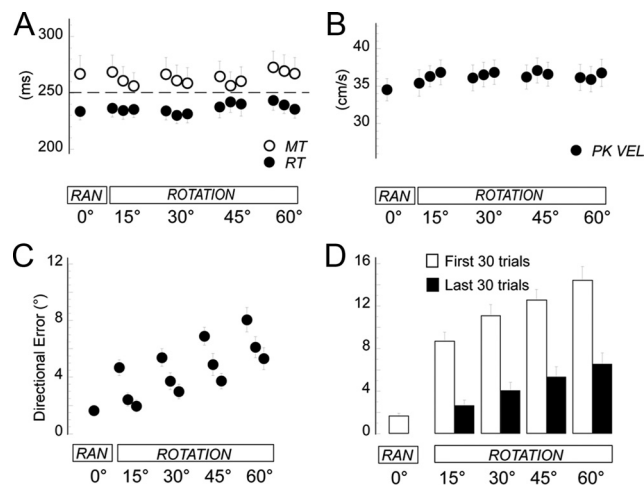 A
300
250
200
(ms)
MT
RT
RAN
ROTATION
0°
15°
30°
45°
60°
B
40
35
30
(cm/s)
PK VEL
RAN
ROTATION
0°
15°
30°
45°
60°
C
12
8
4
0
Directional Error (°)
RAN
ROTATION
0°
15°
30°
45°
60°
D
16
12
8
4
0
First 30 trials
Last 30 trials
RAN
ROTATION
0°
15°
30°
45°
60°